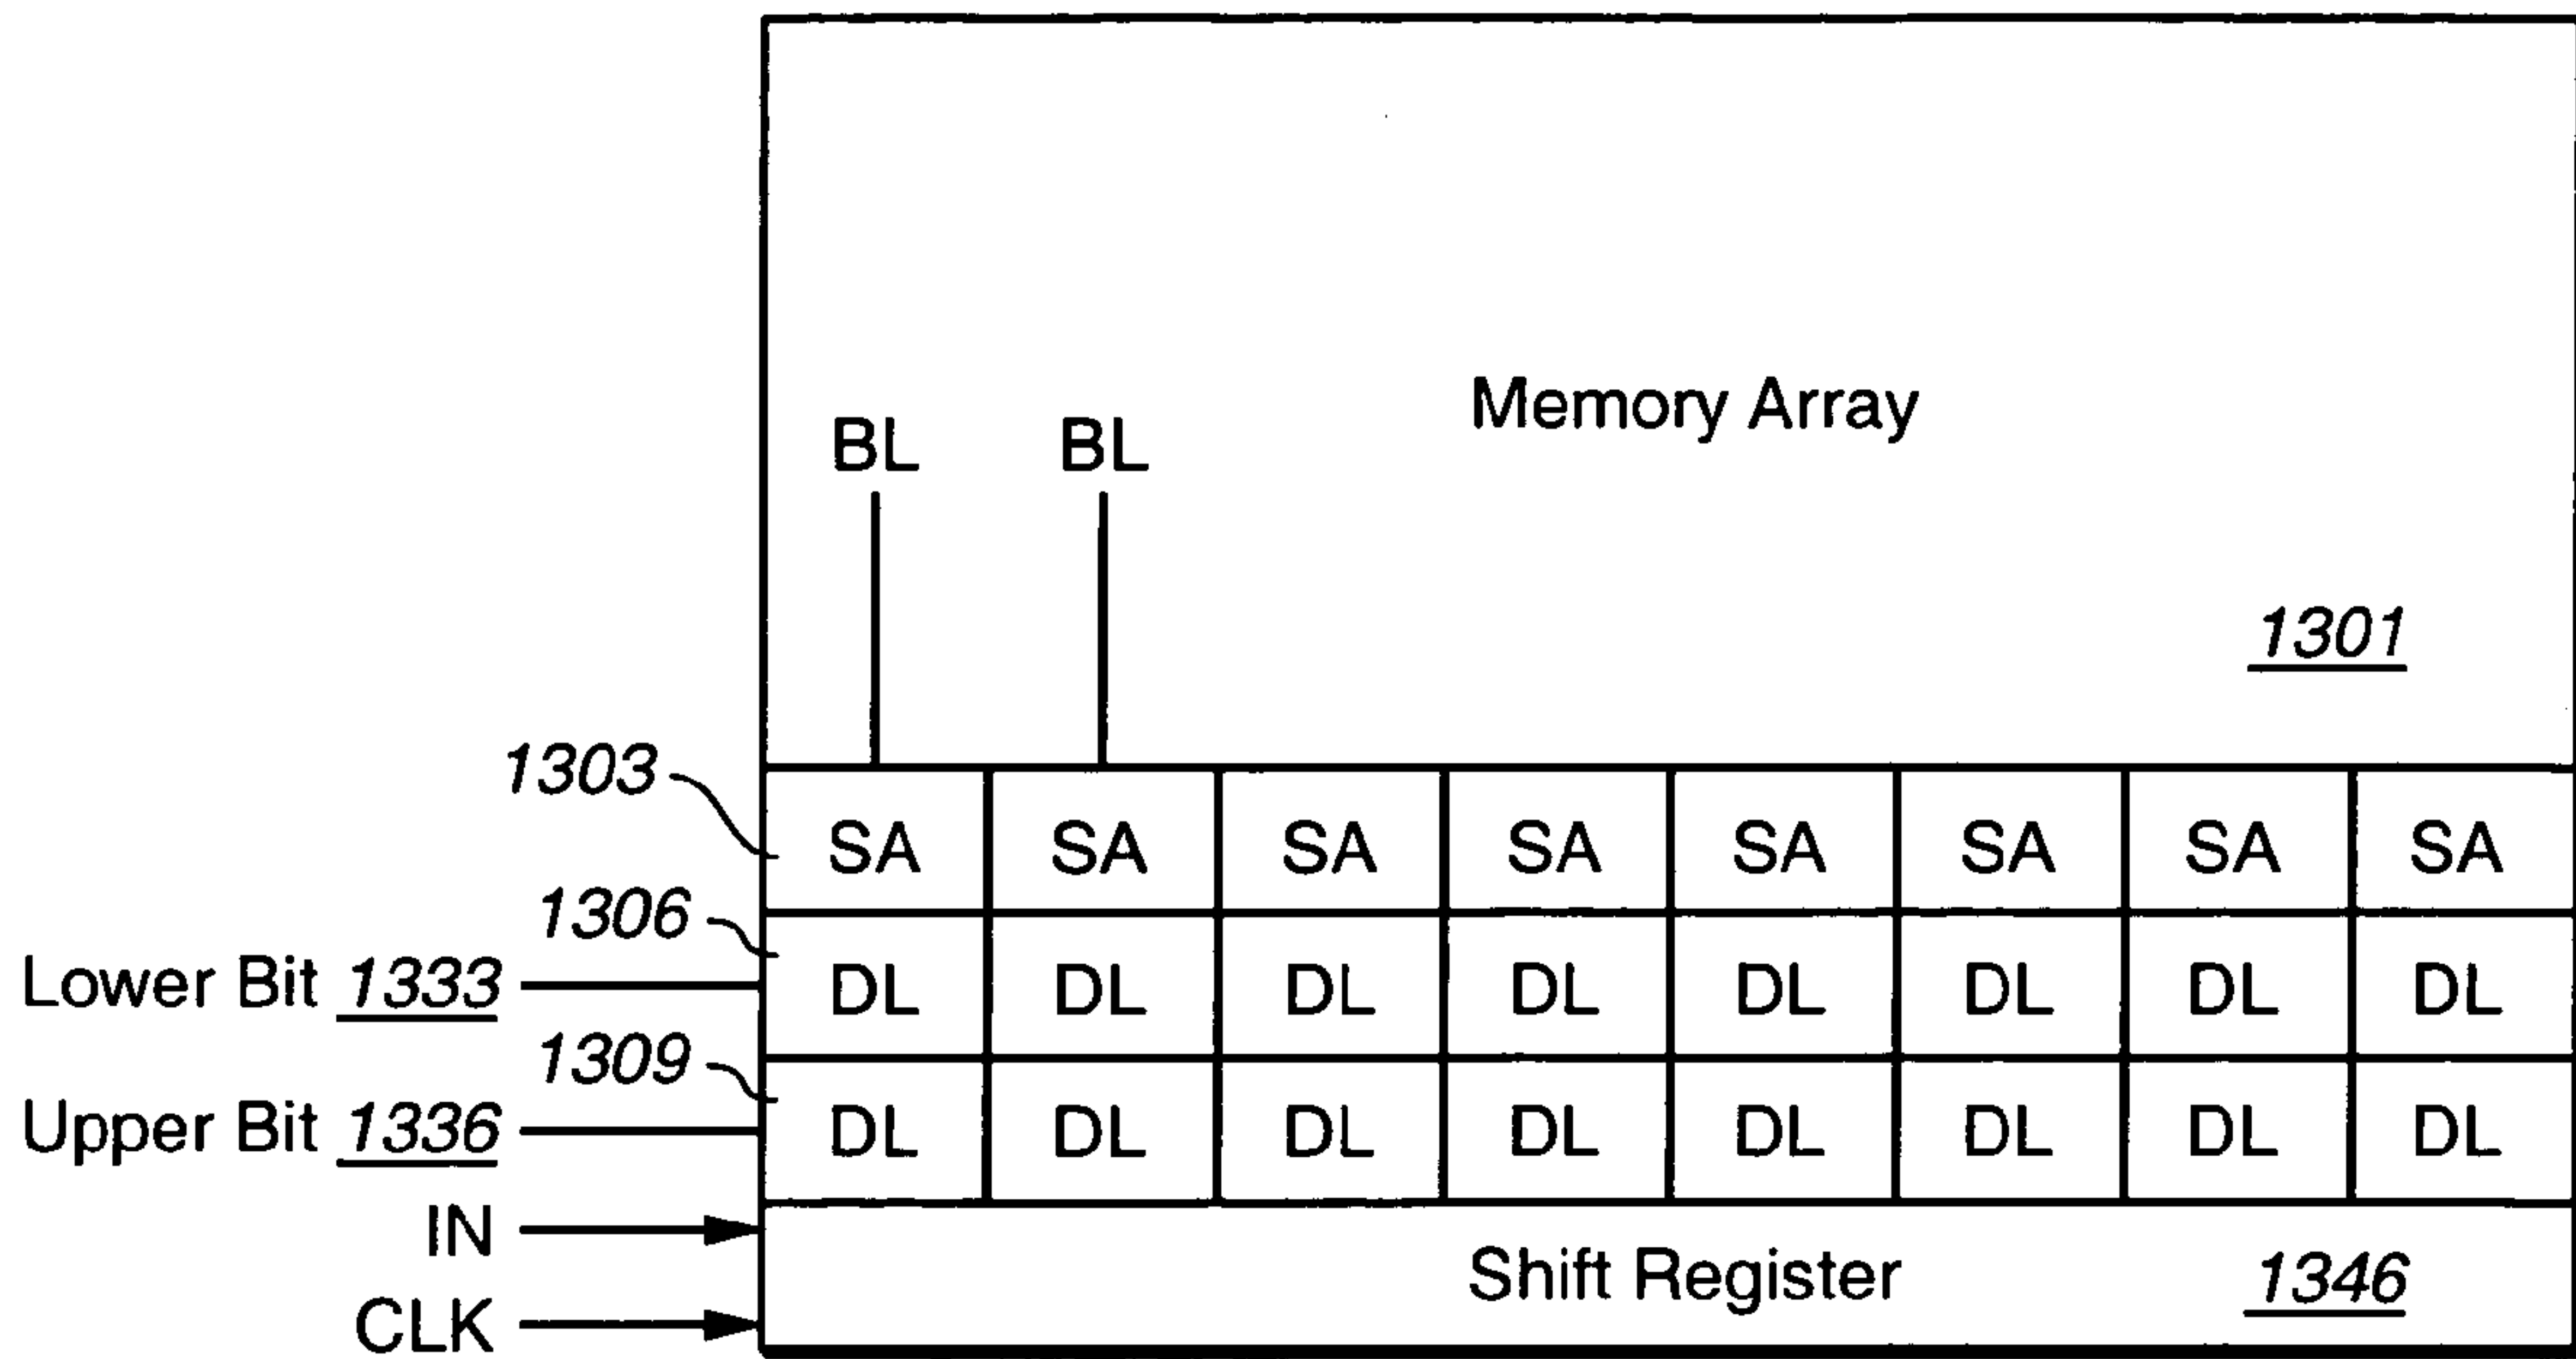 Memory Array
BL BL
1301
1303
SA SA SA SA SA SA SA SA
1306
Lower Bit 1333
DL DL DL DL DL DL DL DL
1309
Upper Bit 1336
DL DL DL DL DL DL DL DL
IN
Shift Register 1346
CLK